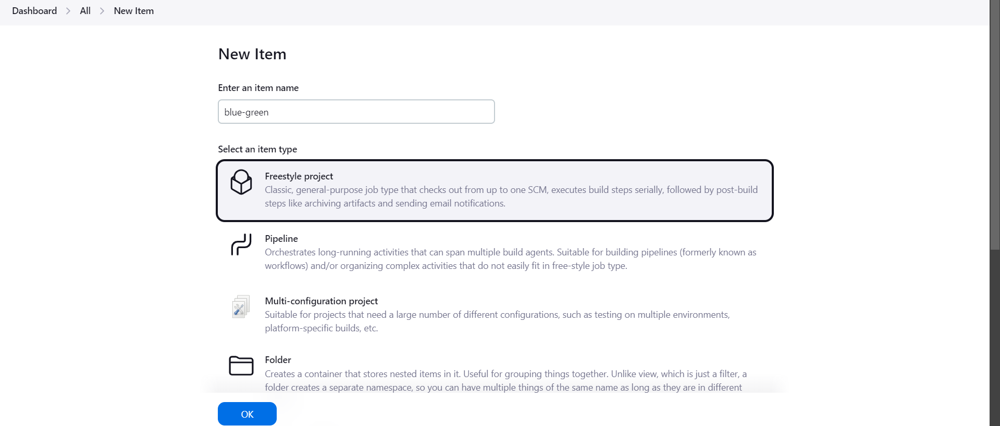 Dashboard > All > New Item
New Item
Enter an item name
blue-green
Select an item type
Freestyle project
Classic, general-purpose job type that checks out from up to one SCM, executes build steps serially, followed by post-build
steps like archiving artifacts and sending email notifications.
Pipeline
Orchestrates long-running activities that can span multiple build agents. Suitable for building pipelines (formerly known as
workflows) and/or organizing complex activities that do not easily fit in free-style job type.
Multi-configuration project
Suitable for projects that need a large number of different configurations, such as testing on multiple environments,
platform-specific builds, etc.
Folder
Creates a container that stores nested items in it. Useful for grouping things together. Unlike view, which is just a filter, a
folder creates a separate namespace, so you can have multiple things of the same name as long as they are in different
OK